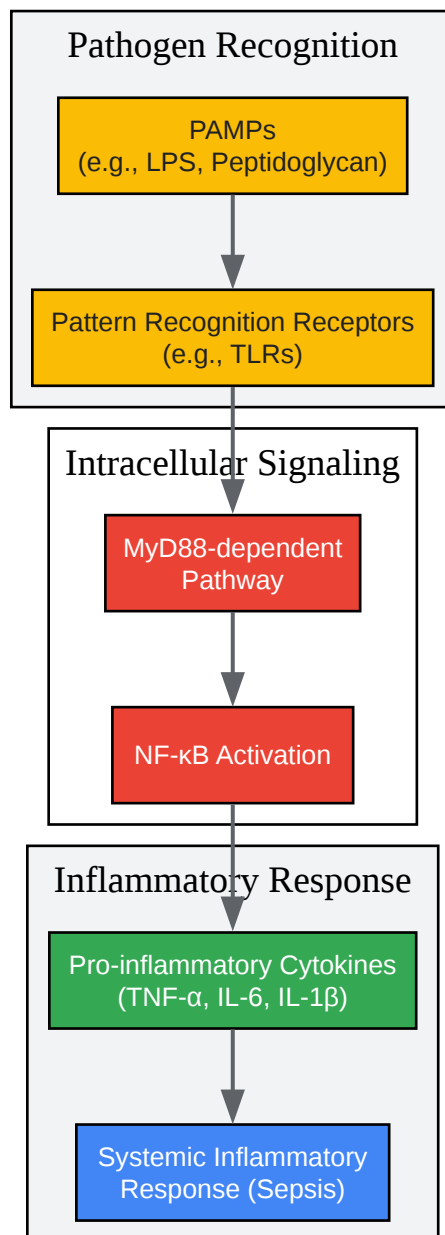 Pathogen Recognition
PAMPs
(e.g., LPS, Peptidoglycan)
Pattern Recognition Receptors
(e.g., TLRs)
Intracellular Signaling
MyD88-dependent
Pathway
NF-κB Activation
Inflammatory Response
Pro-inflammatory Cytokines
(TNF-α, IL-6, IL-1β)
Systemic Inflammatory
Response (Sepsis)